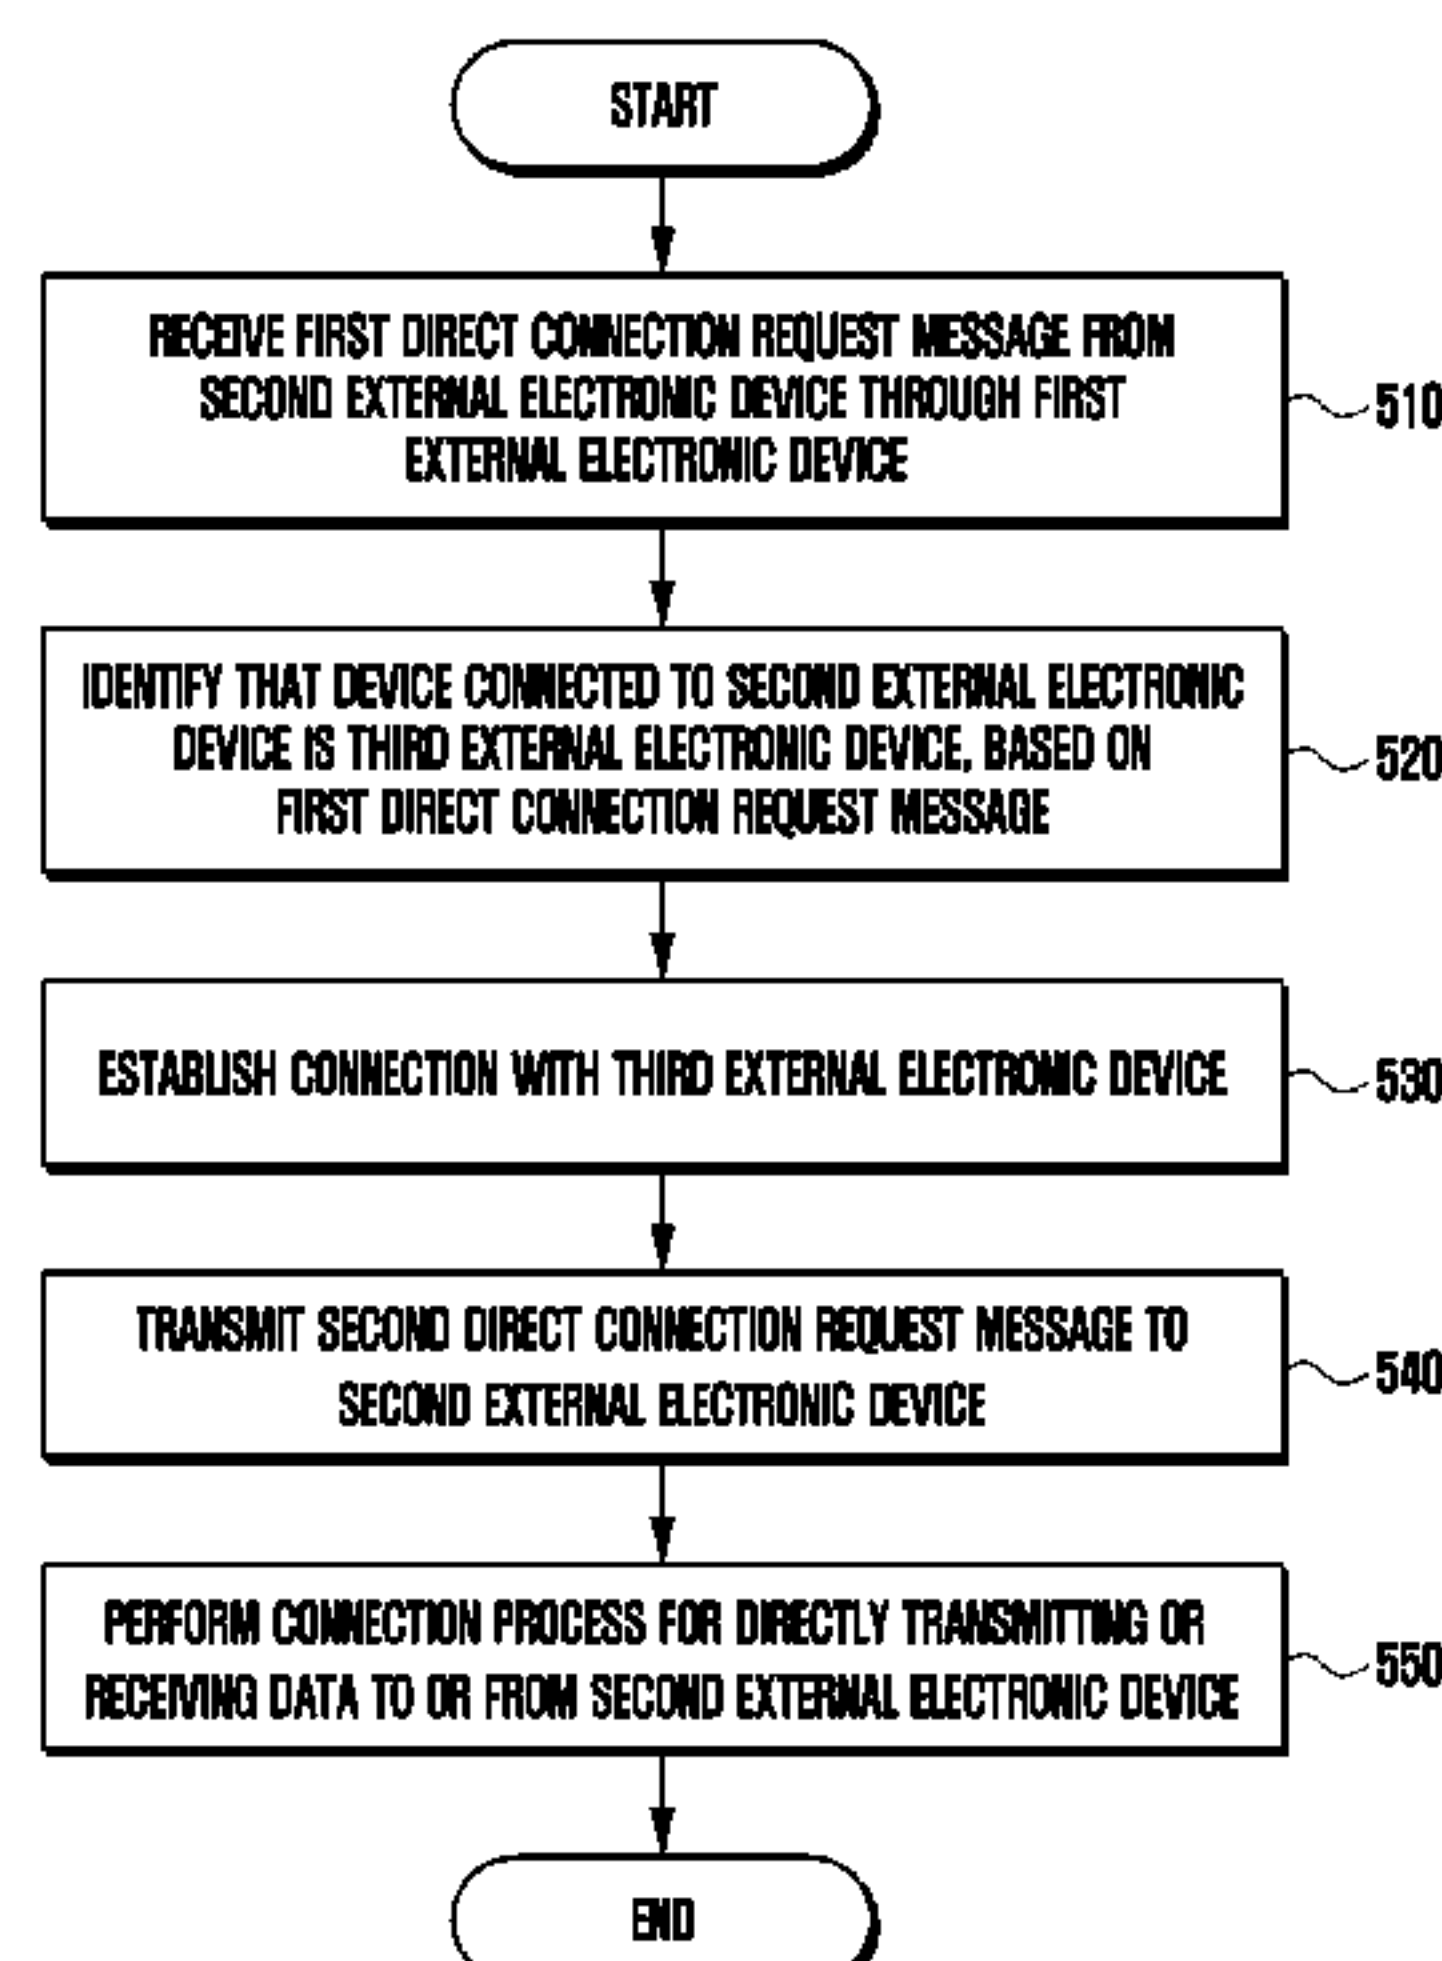 START
RECEIVE FIRST DIRECT CONNECTION REQUEST MESSAGE FROM
SECOND EXTERNAL ELECTRONIC DEVICE THROUGH FIRST
EXTERNAL ELECTRONIC DEVICE
510
IDENTIFY THAT DEVICE CONNECTED TO SECOND EXTERNAL ELECTRONIC
DEVICE IS THIRD EXTERNAL ELECTRONIC DEVICE, BASED ON
FIRST DIRECT CONNECTION REQUEST MESSAGE
520
ESTABLISH CONNECTION WITH THIRD EXTERNAL ELECTRONIC DEVICE
530
TRANSMIT SECOND DIRECT CONNECTION REQUEST MESSAGE TO
SECOND EXTERNAL ELECTRONIC DEVICE
540
PERFORM CONNECTION PROCESS FOR DIRECTLY TRANSMITTING OR
RECEIVING DATA TO OR FROM SECOND EXTERNAL ELECTRONIC DEVICE
550
END